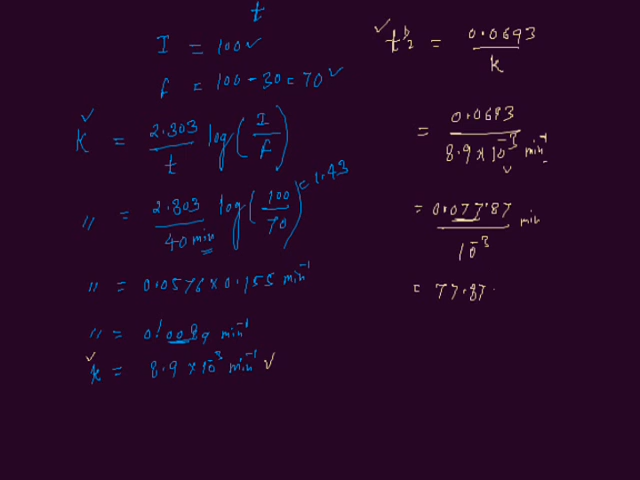 t
I = 100 ✓
f = 100 - 30 = 70 ✓
✓
K = 2.303/t log(I/f)
〃 = 2.303/40 min log(100/70) = 1.43
〃 = 0.0576 × 0.155 min⁻¹
〃 = 0.0089 min⁻¹
✓
k = 8.9 × 10⁻³ min⁻¹ ✓
✓ t½ = 0.0693/k
= 0.0693/8.9 × 10⁻³ min⁻¹
= 0.077.87/10⁻³ min
= 77.87.